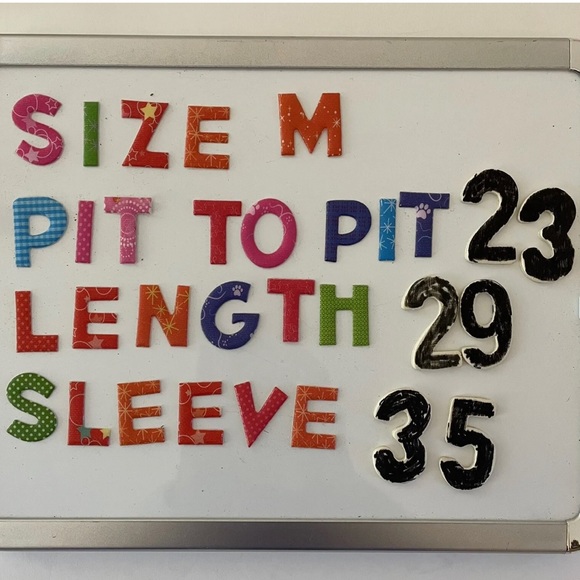 SIZE M
PIT TO PIT 23
LENGTH 29
SLEEVE 35